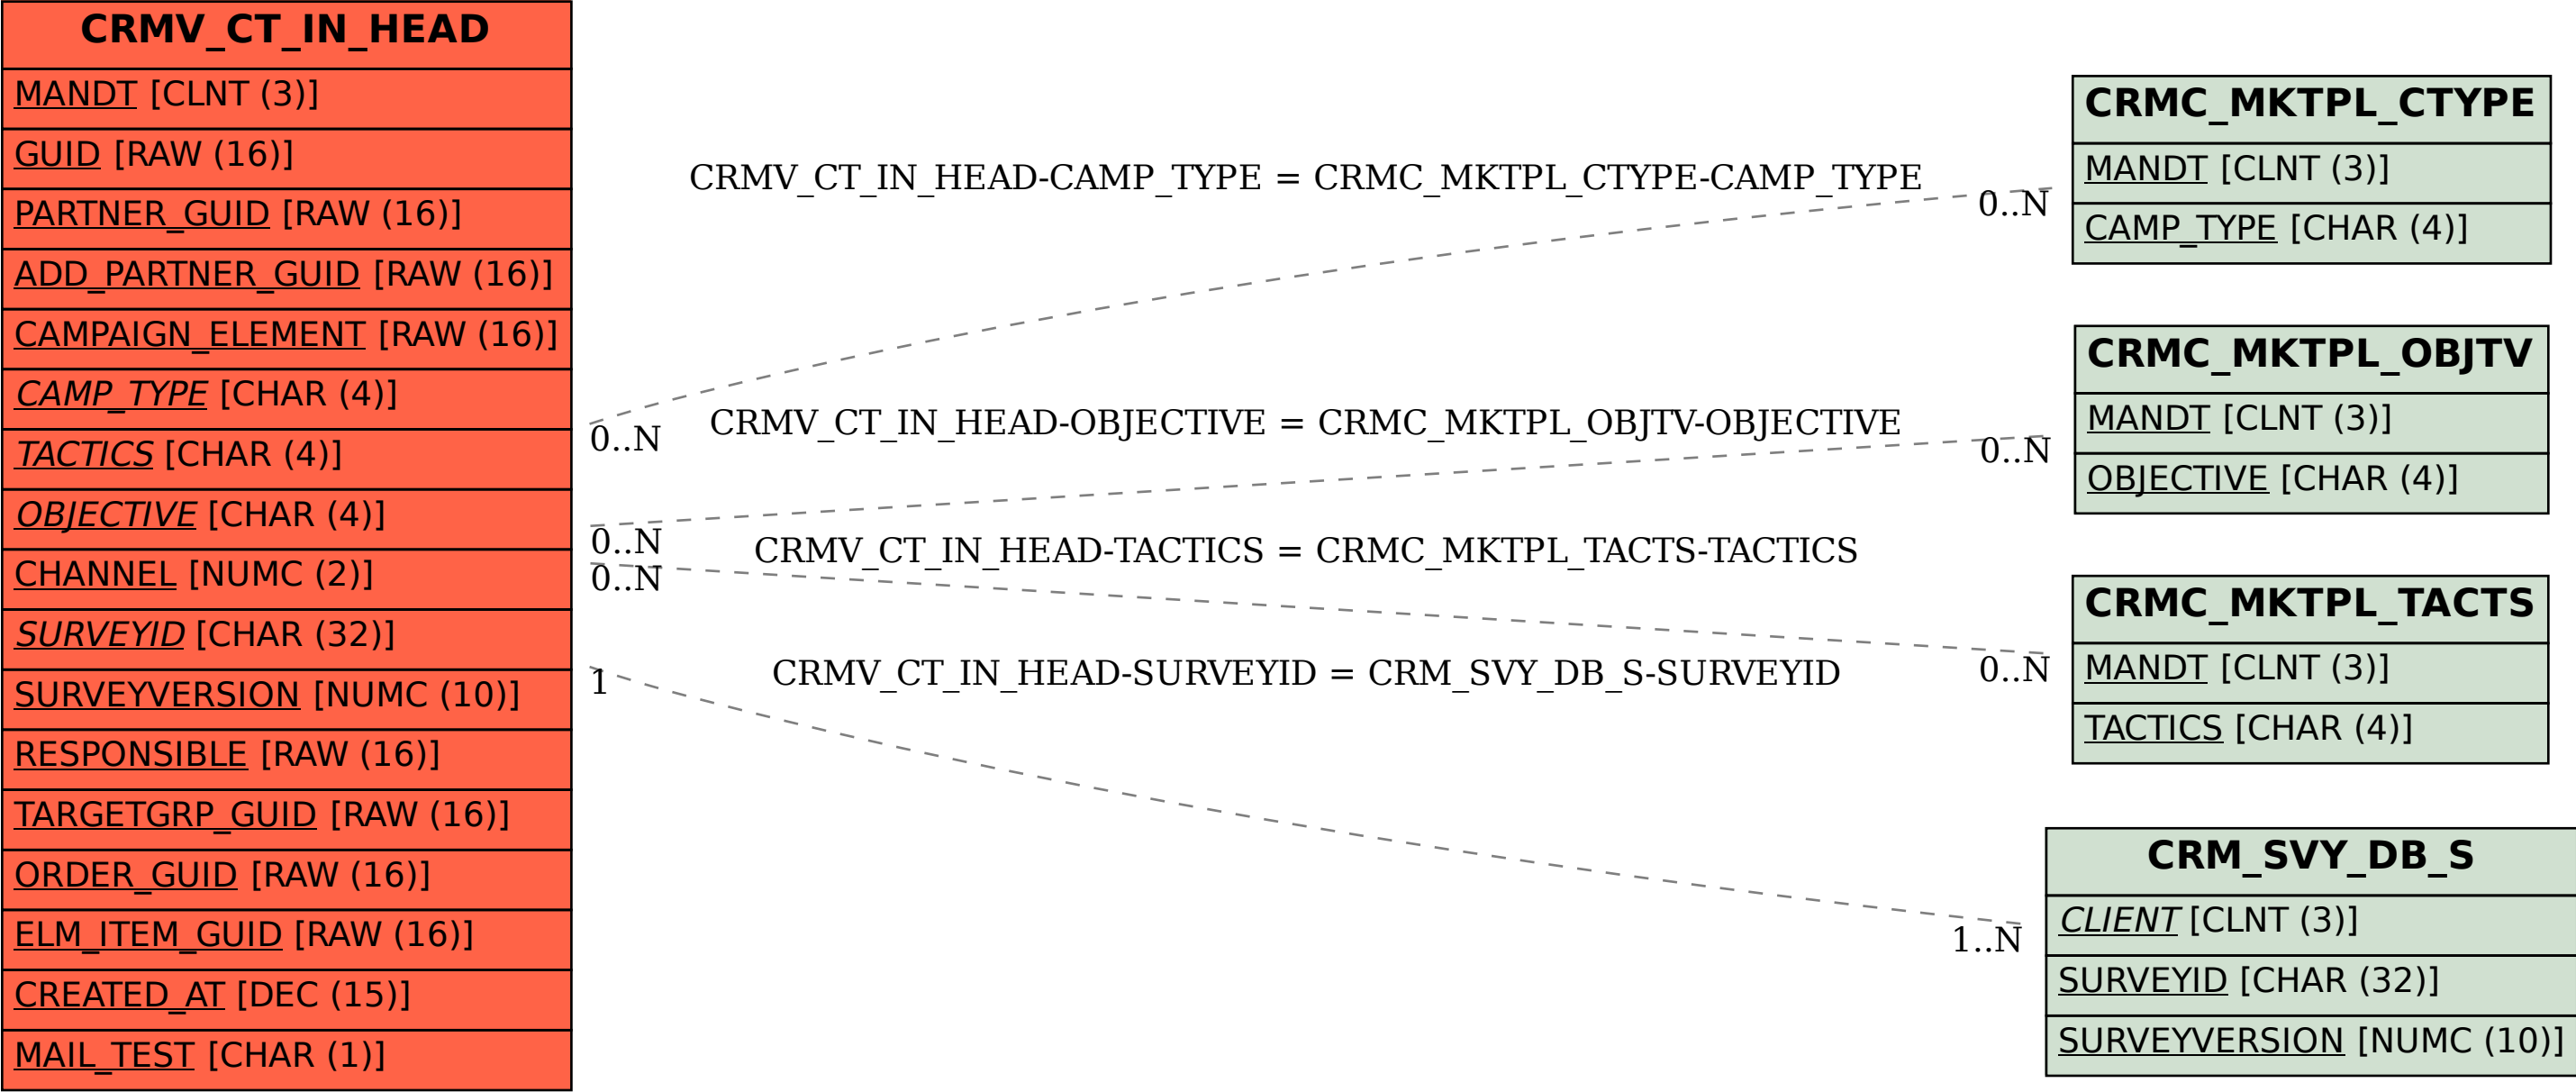 CRMV_CT_IN_HEAD
MANDT [CLNT (3)]
GUID [RAW (16)]
PARTNER_GUID [RAW (16)]
ADD_PARTNER_GUID [RAW (16)]
CAMPAIGN_ELEMENT [RAW (16)]
CAMP_TYPE [CHAR (4)]
TACTICS [CHAR (4)]
OBJECTIVE [CHAR (4)]
CHANNEL [NUMC (2)]
SURVEYID [CHAR (32)]
SURVEYVERSION [NUMC (10)]
RESPONSIBLE [RAW (16)]
TARGETGRP_GUID [RAW (16)]
ORDER_GUID [RAW (16)]
ELM_ITEM_GUID [RAW (16)]
CREATED_AT [DEC (15)]
MAIL_TEST [CHAR (1)]
CRMV_CT_IN_HEAD-CAMP_TYPE = CRMC_MKTPL_CTYPE-CAMP_TYPE
0..N
0..N
CRMV_CT_IN_HEAD-OBJECTIVE = CRMC_MKTPL_OBJTV-OBJECTIVE
0..N
0..N
CRMV_CT_IN_HEAD-TACTICS = CRMC_MKTPL_TACTS-TACTICS
0..N
0..N
CRMV_CT_IN_HEAD-SURVEYID = CRM_SVY_DB_S-SURVEYID
1
1..N
CRMC_MKTPL_CTYPE
MANDT [CLNT (3)]
CAMP_TYPE [CHAR (4)]
CRMC_MKTPL_OBJTV
MANDT [CLNT (3)]
OBJECTIVE [CHAR (4)]
CRMC_MKTPL_TACTS
MANDT [CLNT (3)]
TACTICS [CHAR (4)]
CRM_SVY_DB_S
CLIENT [CLNT (3)]
SURVEYID [CHAR (32)]
SURVEYVERSION [NUMC (10)]